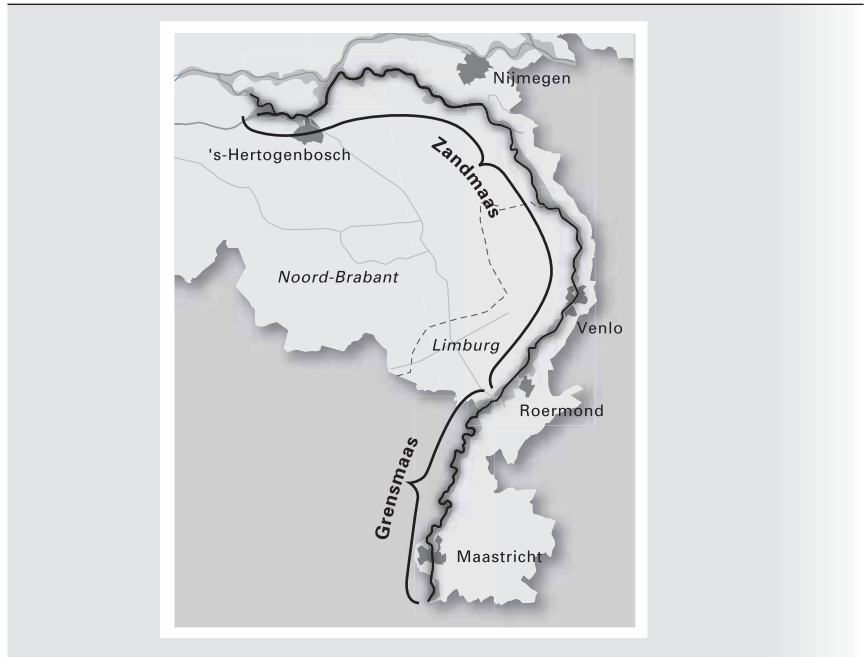 Nijmegen
's-Hertogenbosch
Zandmaas
Noord-Brabant
Venlo
Limburg
Roermond
Grensmaas
Maastricht